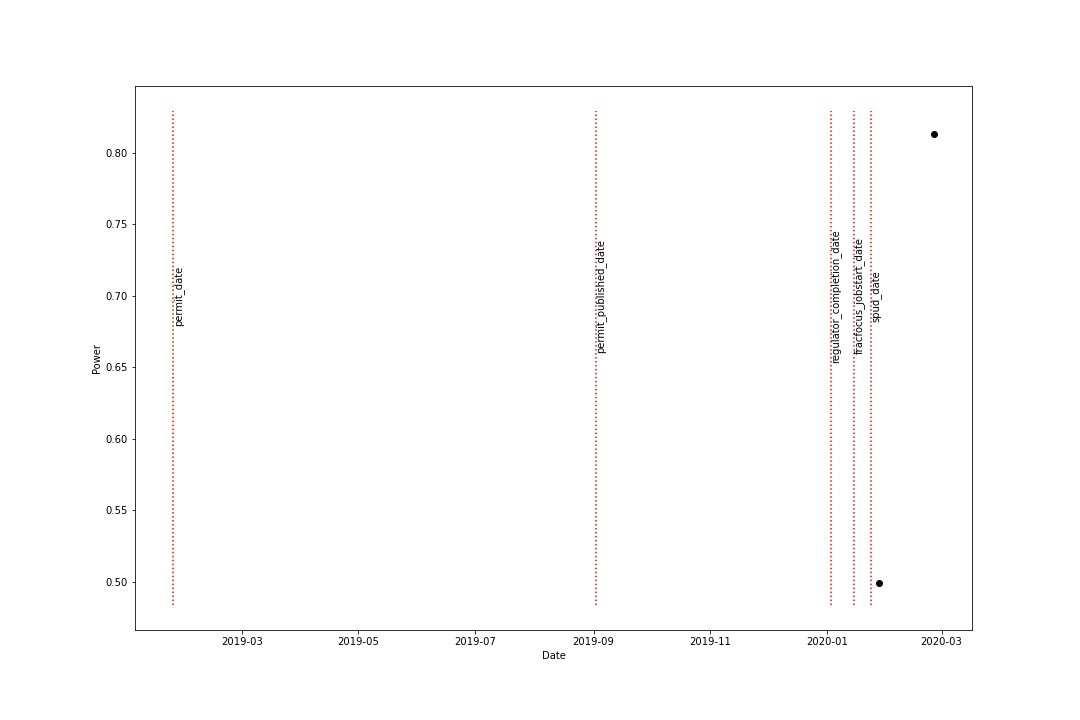 0.80
0.75
0.70
0.65
0.60
0.55
0.50
Power
permit_date
permit_published_date
regulator_completion_date
fracfocus_jobstart_date
spud_date
2019-03
2019-05
2019-07
2019-09
2019-11
2020-01
2020-03
Date